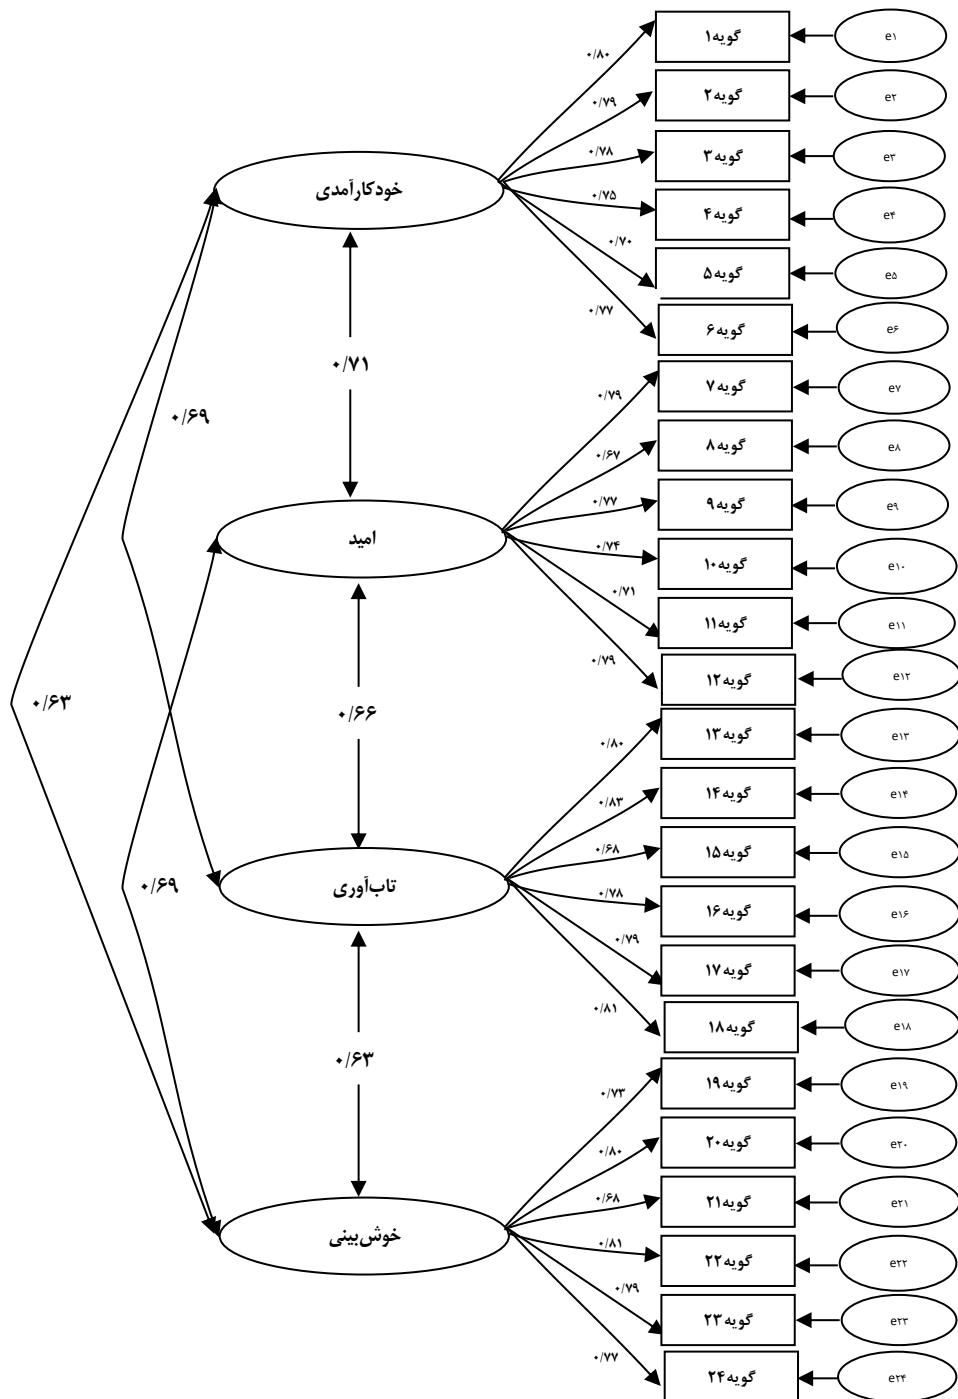 گویه۱
e۱
۰/۸۰
گویه۲
e۲
۰/۷۹
گویه۳
e۳
۰/۷۸
خودکارآمدی
گویه۴
e۴
۰/۷۵
گویه۵
e۵
۰/۷۰
گویه۶
e۶
۰/۷۷
۰/۷۱
۰/۶۹
گویه۷
e۷
۰/۷۹
گویه۸
e۸
۰/۶۷
گویه۹
e۹
۰/۷۷
امید
گویه۱۰
e۱۰
۰/۷۴
گویه۱۱
e۱۱
۰/۷۱
گویه۱۲
e۱۲
۰/۷۹
۰/۶۳
۰/۶۶
گویه۱۳
e۱۳
۰/۸۰
گویه۱۴
e۱۴
۰/۸۳
گویه۱۵
e۱۵
۰/۶۸
تاب‌آوری
۰/۶۹
گویه۱۶
e۱۶
۰/۷۸
گویه۱۷
e۱۷
۰/۷۹
گویه۱۸
e۱۸
۰/۸۱
۰/۶۳
گویه۱۹
e۱۹
۰/۷۳
گویه۲۰
e۲۰
۰/۸۰
گویه۲۱
e۲۱
۰/۶۸
خوش‌بینی
گویه۲۲
e۲۲
۰/۸۱
گویه۲۳
e۲۳
۰/۷۹
گویه۲۴
e۲۴
۰/۷۷